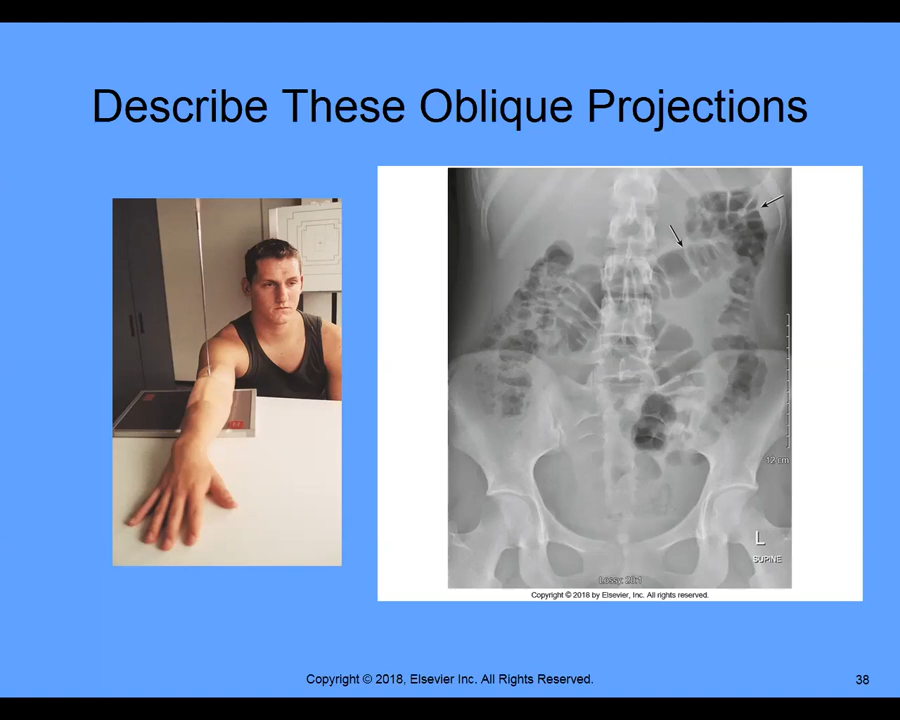 Describe These Oblique Projections
12 cm
L
SUPINE
Lossy: 20:1
Copyright © 2018 by Elsevier, Inc. All rights reserved.
Copyright © 2018, Elsevier Inc. All Rights Reserved.
38